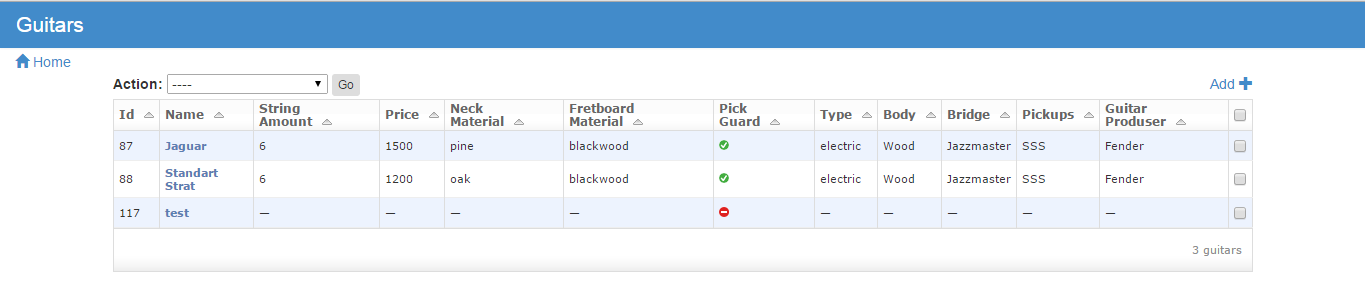 Guitars
Home
Action: ---- Go Add
Id Name String Amount Price Neck Material Fretboard Material Pick Guard Type Body Bridge Pickups Guitar Produser
87 Jaguar 6 1500 pine blackwood electric Wood Jazzmaster SSS Fender
88 Standart Strat 6 1200 oak blackwood electric Wood Jazzmaster SSS Fender
117 test — — — — — — — — —
3 guitars